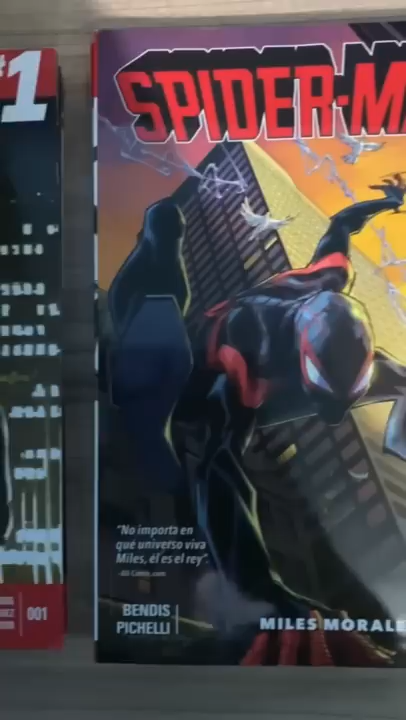 #1
001
SPIDER-M
"No importa en
qué universo viva
Miles, él es el rey".
BENDIS
PICHELLI
MILES MORALE